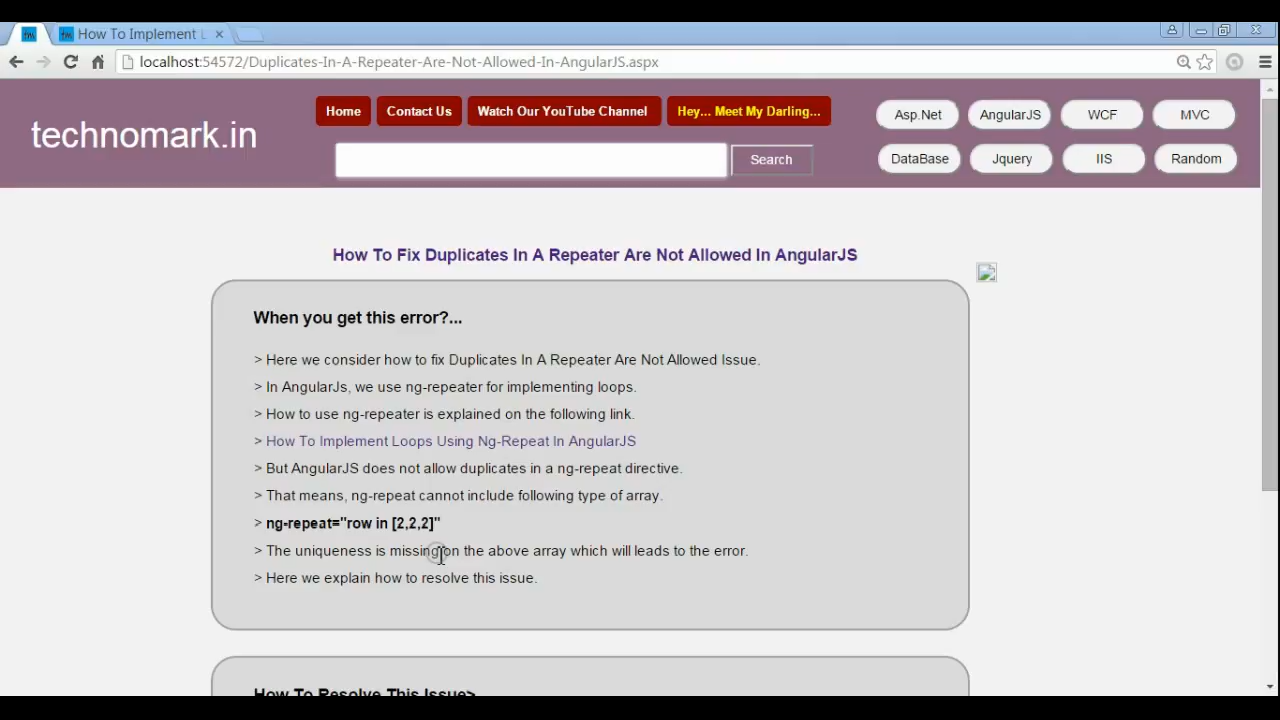 How To Implement L
localhost:54572/Duplicates-In-A-Repeater-Are-Not-Allowed-In-AngularJS.aspx
technomark.in
Home
Contact Us
Watch Our YouTube Channel
Hey... Meet My Darling...
Search
Asp.Net
AngularJS
WCF
MVC
DataBase
Jquery
IIS
Random
How To Fix Duplicates In A Repeater Are Not Allowed In AngularJS
When you get this error?...
> Here we consider how to fix Duplicates In A Repeater Are Not Allowed Issue.
> In AngularJs, we use ng-repeater for implementing loops.
> How to use ng-repeater is explained on the following link.
> How To Implement Loops Using Ng-Repeat In AngularJS
> But AngularJS does not allow duplicates in a ng-repeat directive.
> That means, ng-repeat cannot include following type of array.
> ng-repeat="row in [2,2,2]"
> The uniqueness is missing on the above array which will leads to the error.
> Here we explain how to resolve this issue.
How To Resolve This Issue>